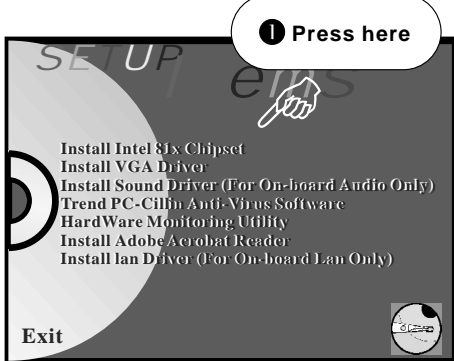 ❶ Press here
SETUP
ems
Install Intel 81x Chipset
Install VGA Driver
Install Sound Driver (For On-board Audio Only)
Trend PC-Cillin Anti-Virus Software
HardWare Monitoring Utility
Install Adobe Acrobat Reader
Install lan Driver (For On-board Lan Only)
Exit